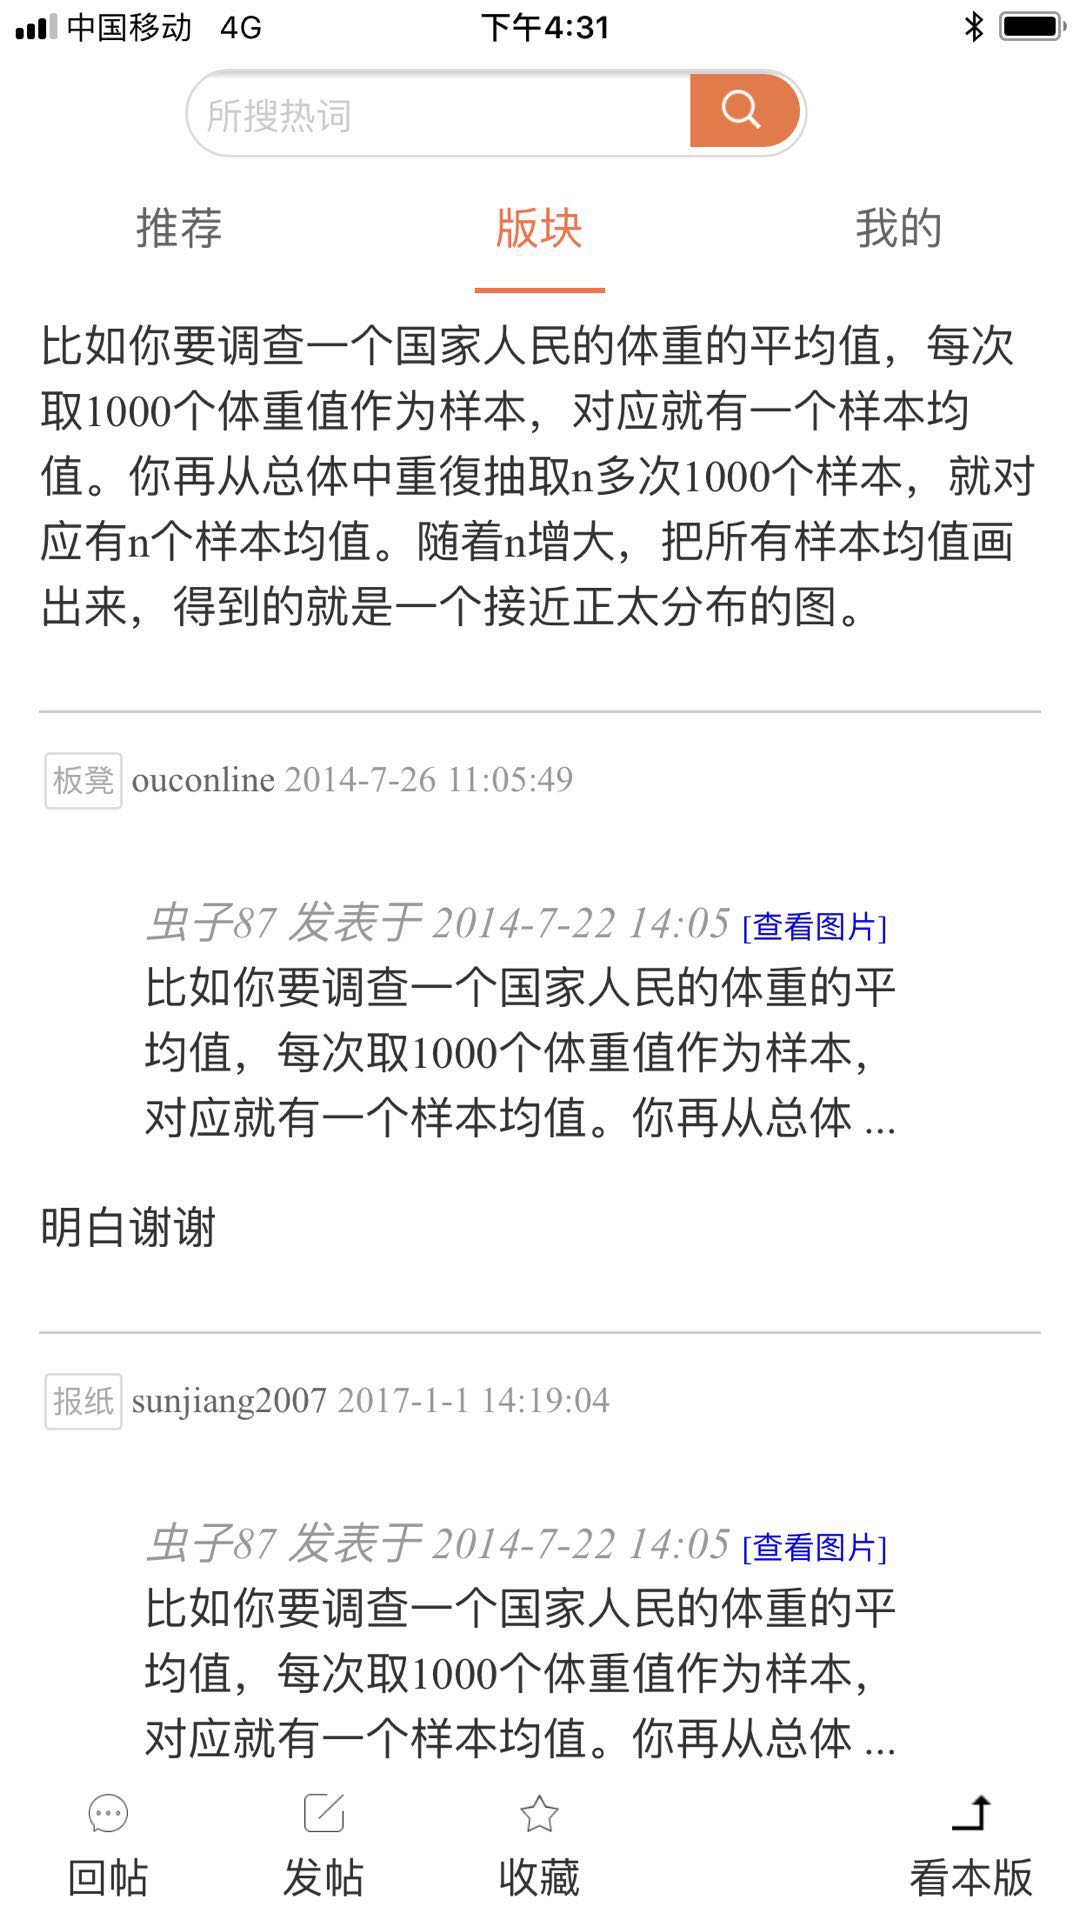 中国移动 4G 下午4:31
所搜热词
推荐 版块 我的
比如你要调查一个国家人民的体重的平均值，每次
取1000个体重值作为样本，对应就有一个样本均
值。你再从总体中重復抽取n多次1000个样本，就对
应有n个样本均值。随着n增大，把所有样本均值画
出来，得到的就是一个接近正太分布的图。
板凳 ouconline 2014-7-26 11:05:49
虫子87 发表于 2014-7-22 14:05 [查看图片]
比如你要调查一个国家人民的体重的平
均值，每次取1000个体重值作为样本，
对应就有一个样本均值。你再从总体 ...
明白谢谢
报纸 sunjiang2007 2017-1-1 14:19:04
虫子87 发表于 2014-7-22 14:05 [查看图片]
比如你要调查一个国家人民的体重的平
均值，每次取1000个体重值作为样本，
对应就有一个样本均值。你再从总体 ...
回帖 发帖 收藏 看本版